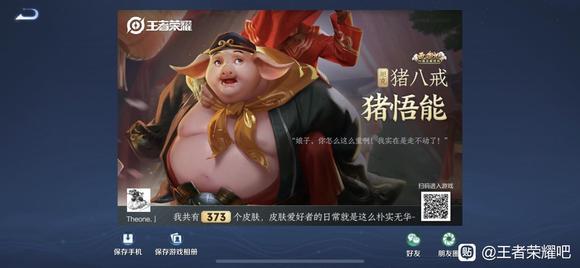 王者荣耀
猪八戒
猪悟能
“娘子，你怎么这么重啊！我实在是走不动了！”
扫码进入游戏
Theone.丨
我共有 373 个皮肤，皮肤爱好者的日常就是这么朴实无华~
保存手机
保存游戏相册
好友
朋友圈
@王者荣耀吧